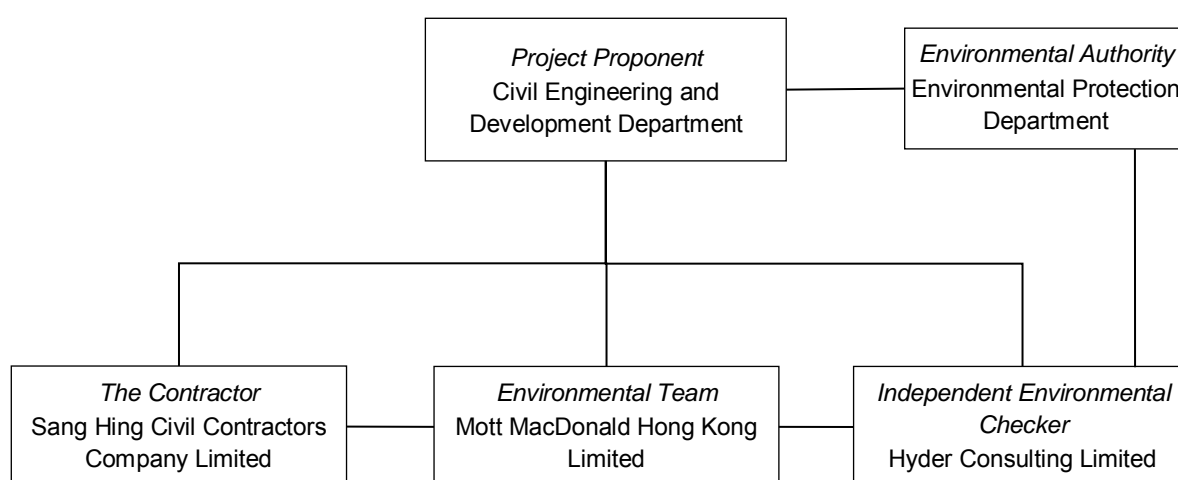 Project Proponent
Civil Engineering and
Development Department
Environmental Authority
Environmental Protection
Department
The Contractor
Sang Hing Civil Contractors
Company Limited
Environmental Team
Mott MacDonald Hong Kong
Limited
Independent Environmental
Checker
Hyder Consulting Limited